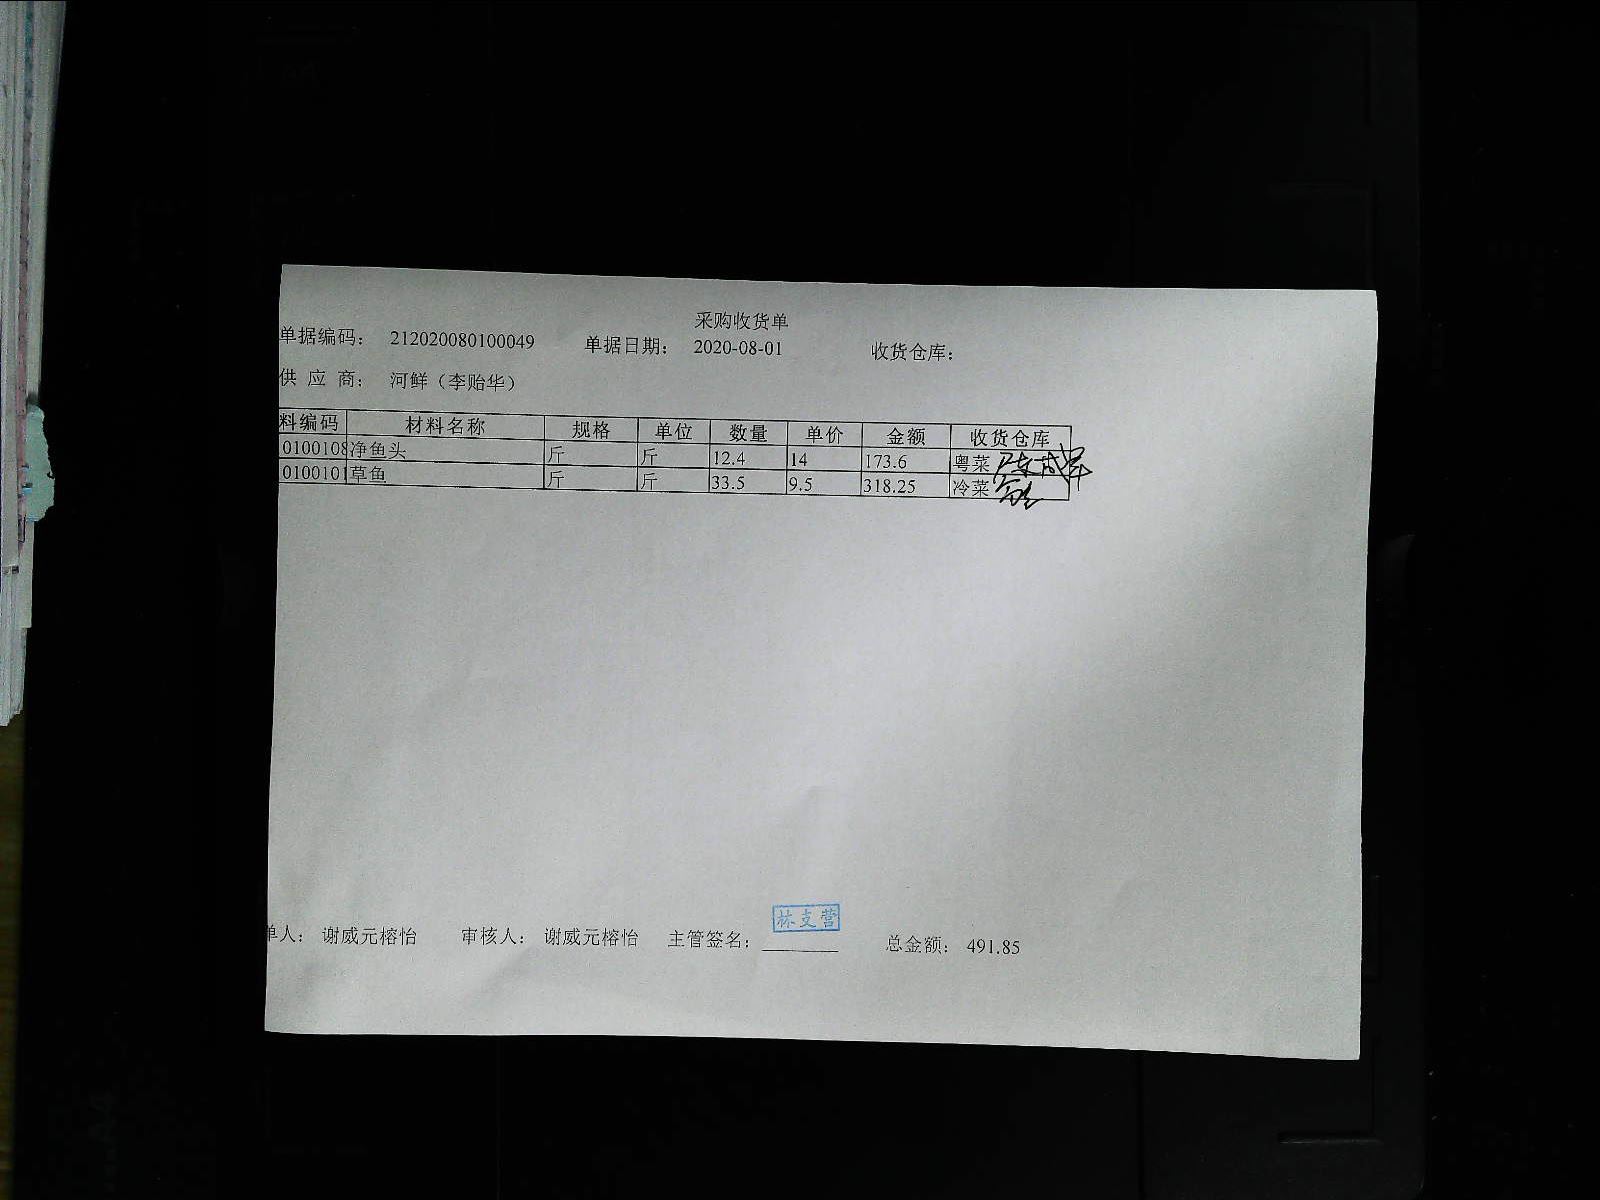 采购收货单
单据编码： 212020080100049 单据日期： 2020-08-01 收货仓库：
供 应 商： 河鲜（李贻华）
料编码 材料名称 规格 单位 数量 单价 金额 收货仓库
0100108 净鱼头 斤 斤 12.4 14 173.6 粤菜
0100101 草鱼 斤 斤 33.5 9.5 318.25 冷菜
林支营
单人： 谢威元榕怡 审核人： 谢威元榕怡 主管签名： 总金额： 491.85